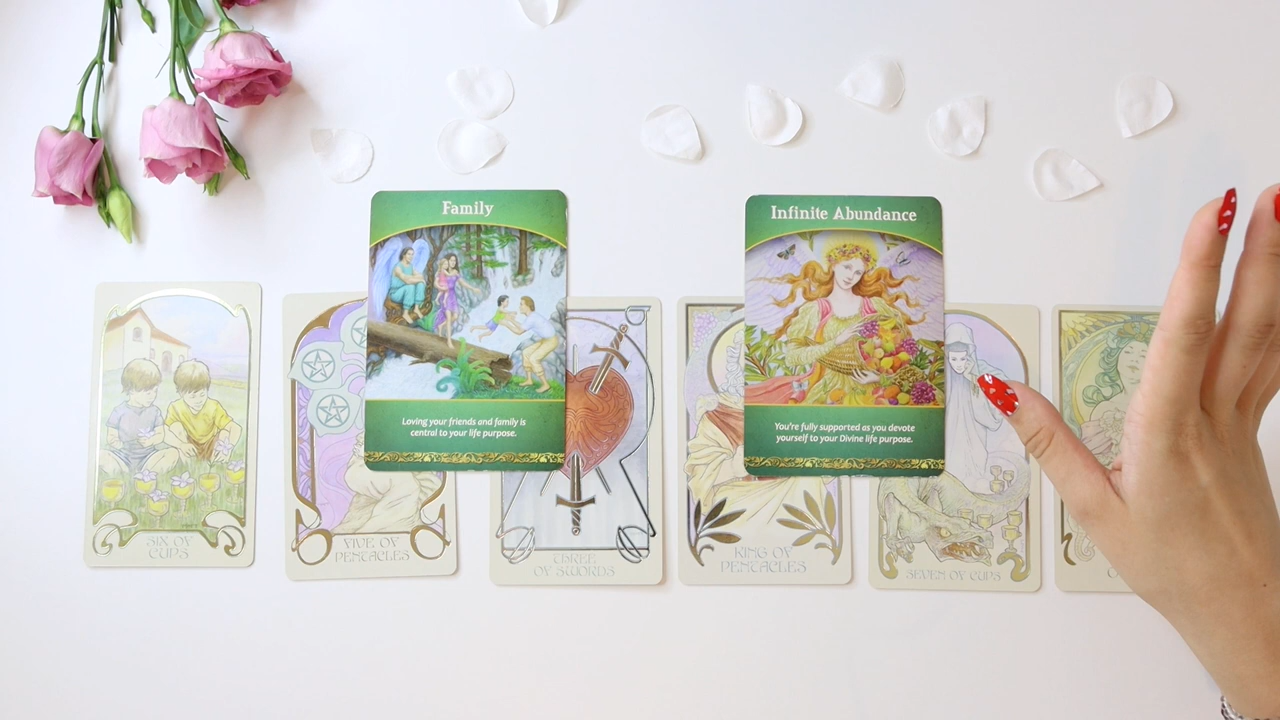 Family
Loving your friends and family is
central to your life purpose.
Infinite Abundance
You're fully supported as you devote
yourself to your Divine life purpose.
SIX OF
CUPS
FIVE OF
PENTACLES
THREE
OF SWORDS
KING OF
PENTACLES
SEVEN OF CUPS